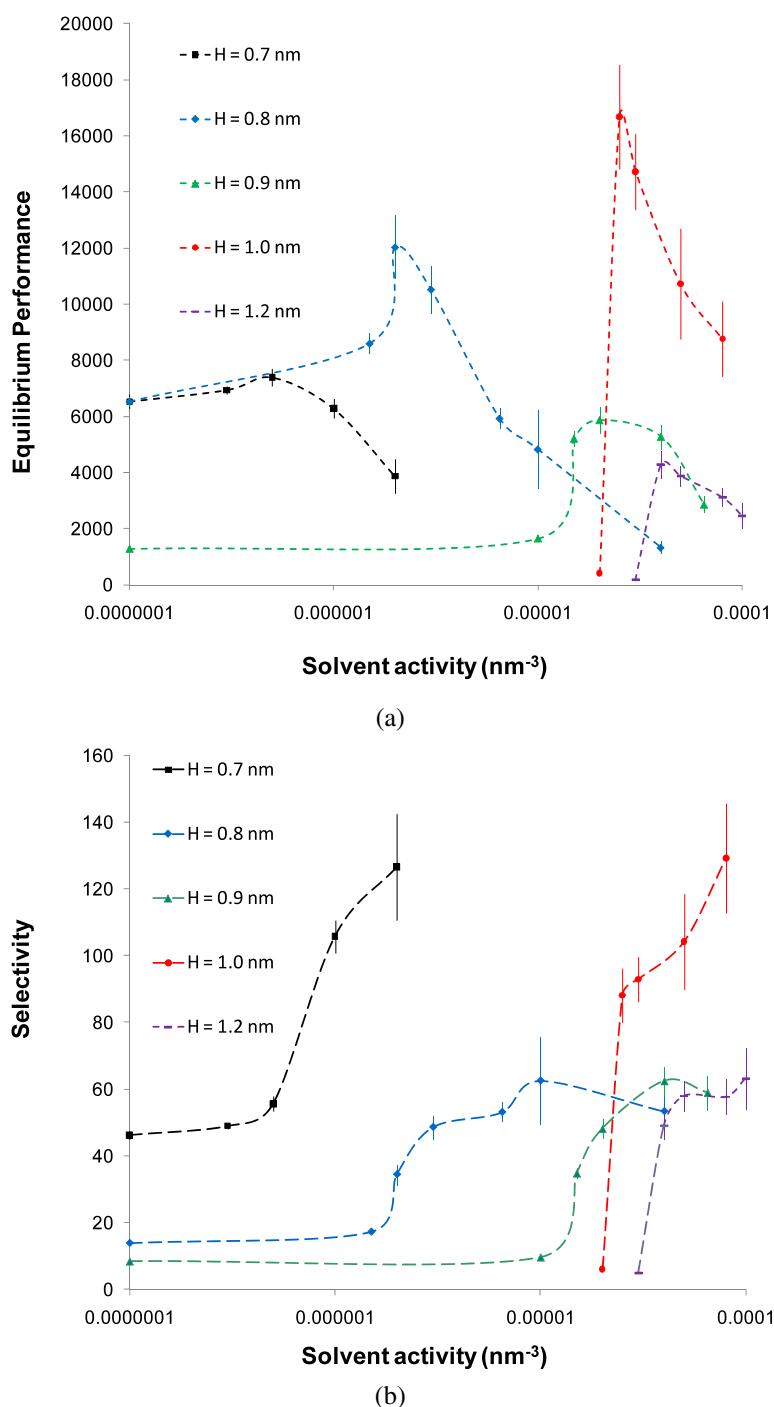 20000
18000
16000
14000
12000
10000
8000
6000
4000
2000
0
Equilibrium Performance
H = 0.7 nm
H = 0.8 nm
H = 0.9 nm
H = 1.0 nm
H = 1.2 nm
0.0000001 0.000001 0.00001 0.0001
Solvent activity (nm⁻³)
(a)
160
140
120
100
80
60
40
20
0
Selectivity
H = 0.7 nm
H = 0.8 nm
H = 0.9 nm
H = 1.0 nm
H = 1.2 nm
0.0000001 0.000001 0.00001 0.0001
Solvent activity (nm⁻³)
(b)